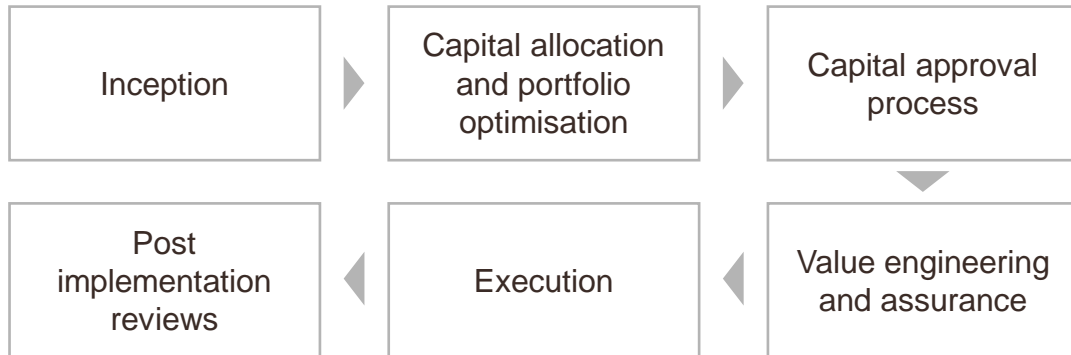 Inception
Capital allocation
and portfolio
optimisation
Capital approval
process
Value engineering
and assurance
Execution
Post
implementation
reviews